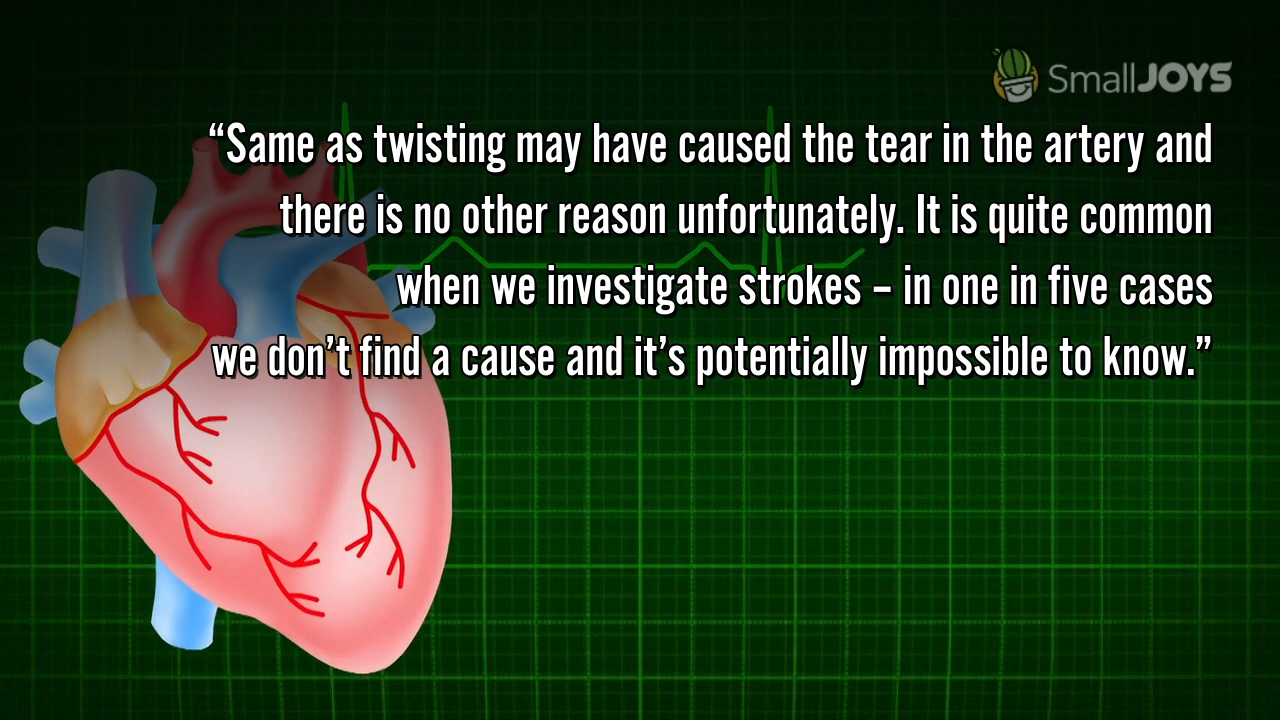 SmallJOYS
“Same as twisting may have caused the tear in the artery and
there is no other reason unfortunately. It is quite common
when we investigate strokes – in one in five cases
we don’t find a cause and it’s potentially impossible to know.”